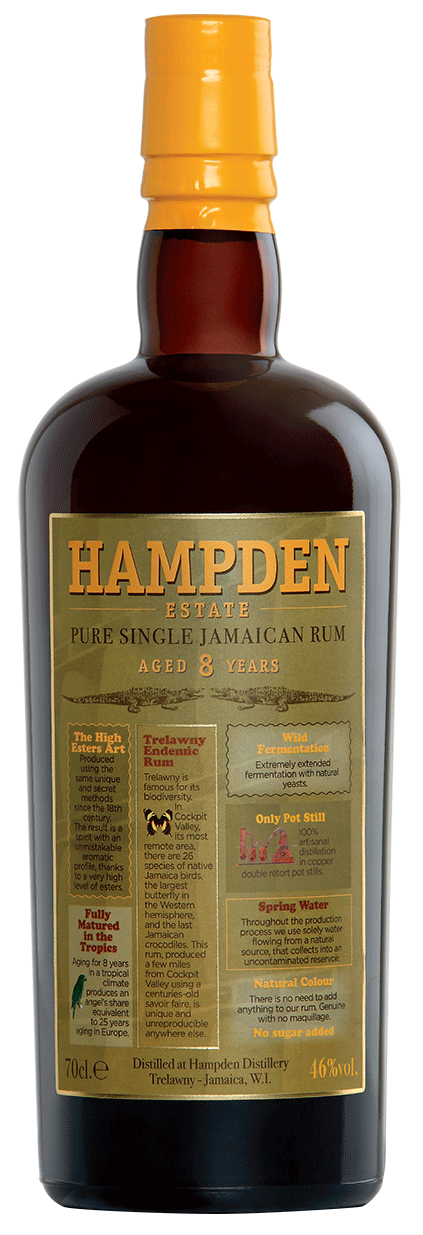 HAMPDEN
ESTATE
PURE SINGLE JAMAICAN RUM
AGED 8 YEARS
The High
Esters Art
Produced
using the
same unique
and secret
methods
since the 18th
century.
The result is a
spirit with an
unmistakable
aromatic
profile, thanks
to a very high
level of esters.
Fully
Matured
in the
Tropics
Aging for 8 years
in a tropical
climate
produces an
angel's share
equivalent
to 25 years
aging in Europe.
Trelawny
Endemic
Rum
Trelawny is
famous for its
biodiversity.
In
Cockpit
Valley,
its most
remote area,
there are 26
species of native
Jamaica birds,
the largest
butterfly in
the Western
hemisphere,
and the last
Jamaican
crocodiles. This
rum, produced
a few miles
from Cockpit
Valley using a
centuries-old
savoir faire, is
unique and
unreproducible
anywhere else.
Wild
Fermentation
Extremely extended
fermentation with natural
yeasts.
Only Pot Still
100%
artisanal
distillation
in copper
double retort pot stills.
Spring Water
Throughout the production
process we use solely water
flowing from a natural
source, that collects into an
uncontaminated reservoir.
Natural Colour
There is no need to add
anything to our rum. Genuine
with no maquillage.
No sugar added
70cl.℮
Distilled at Hampden Distillery
Trelawny - Jamaica, W.I.
46%vol.